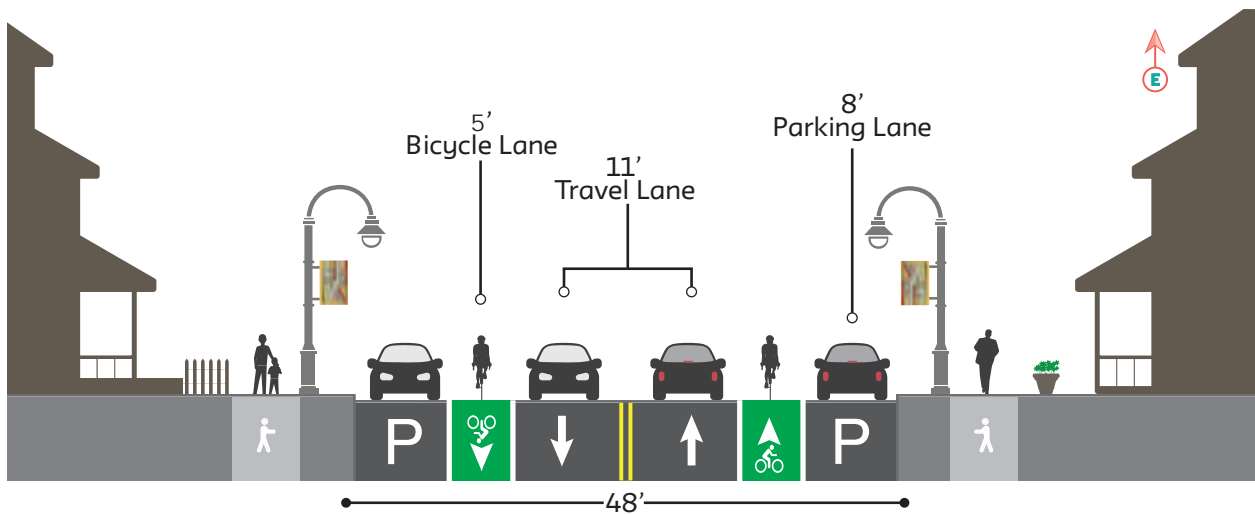 E
8’
Parking Lane
5’
Bicycle Lane
11’
Travel Lane
P
P
48’